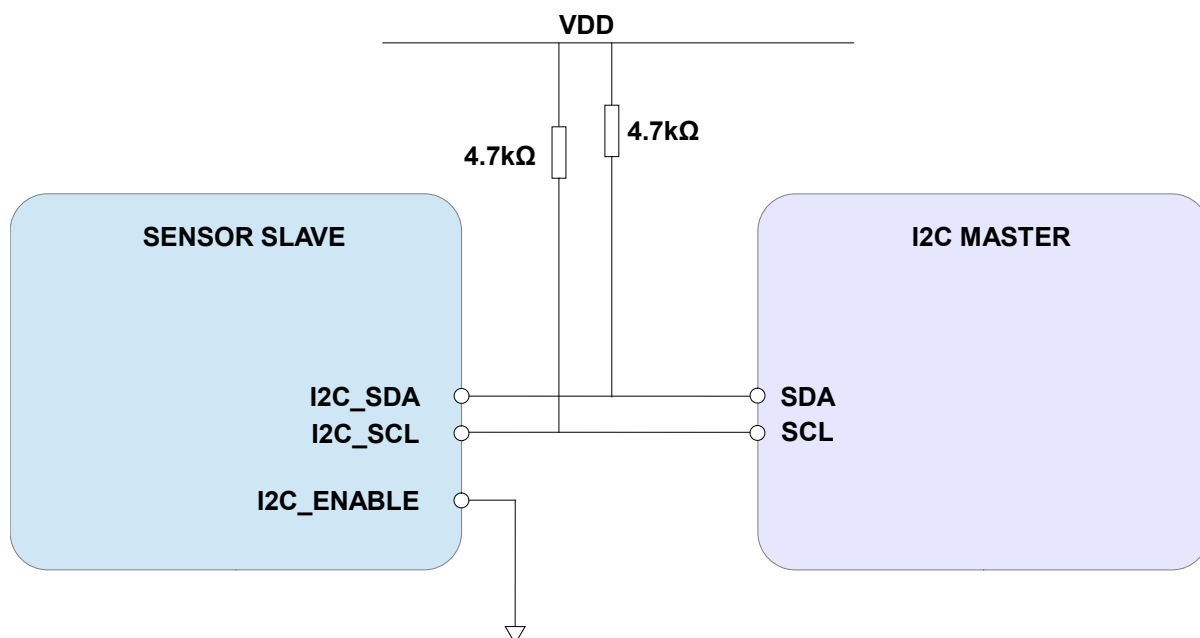 VDD
4.7kΩ
4.7kΩ
SENSOR SLAVE
I2C MASTER
I2C_SDA
SDA
I2C_SCL
SCL
I2C_ENABLE